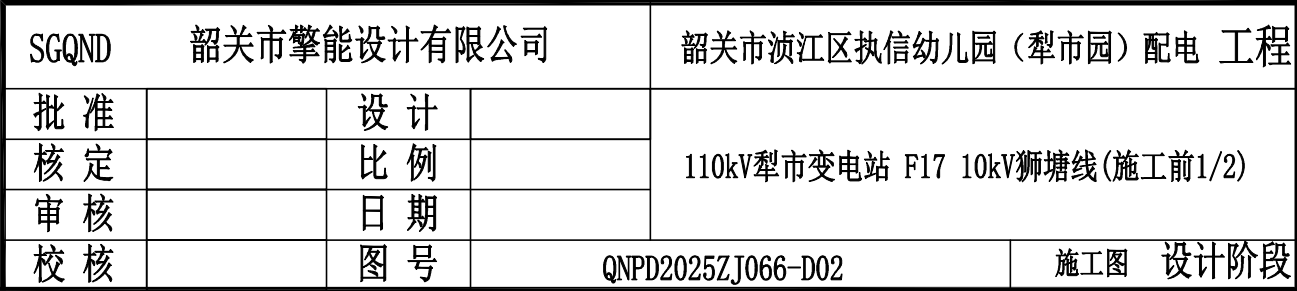 SGQND 韶关市擎能设计有限公司 韶关市浈江区执信幼儿园（犁市园）配电 工程
批 准 设 计
核 定 比 例 110kV犁市变电站 F17 10kV狮塘线(施工前1/2)
审 核 日 期
校 核 图 号 QNPD2025ZJ066-D02 施工图 设计阶段